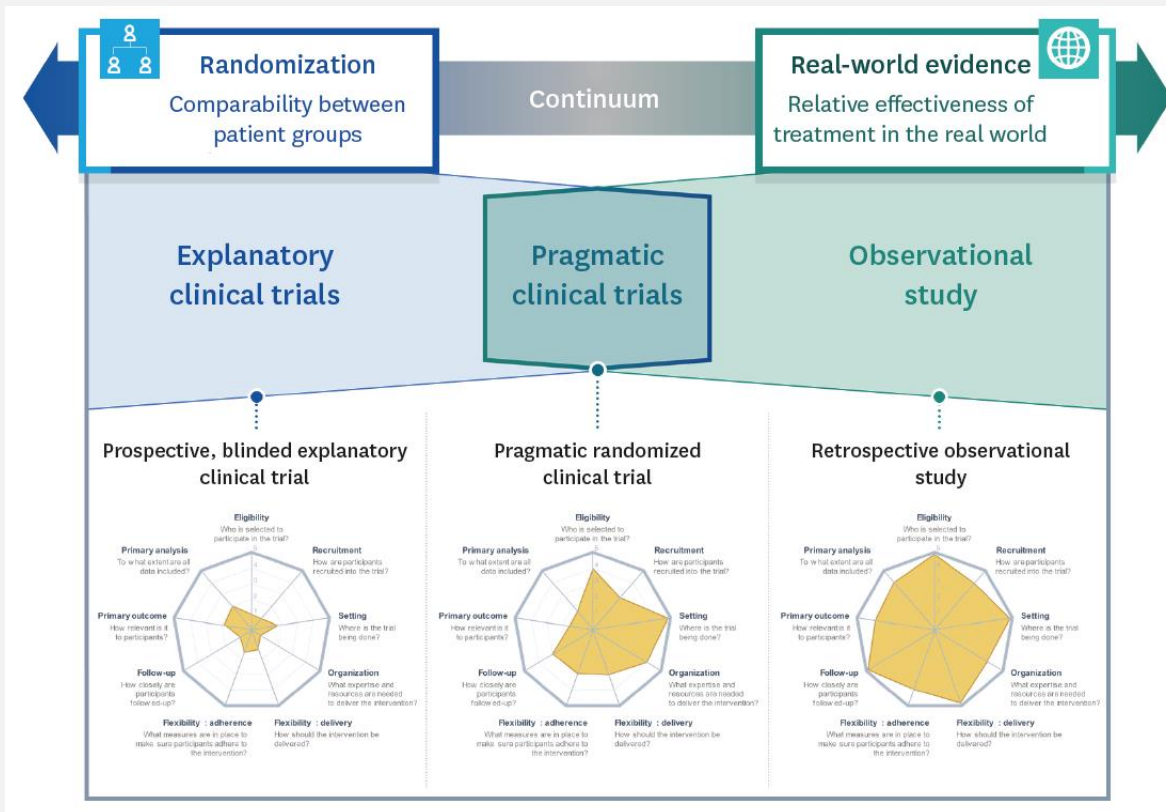 Randomization
Comparability between
patient groups
Continuum
Real-world evidence
Relative effectiveness of
treatment in the real world
Explanatory
clinical trials
Pragmatic
clinical trials
Observational
study
Prospective, blinded explanatory
clinical trial
Eligibility
Who is selected to
participate in the trial?
Primary analysis
To what extent are all
data included?
Recruitment
How are participants
recruited into the trial?
Primary outcome
How relevant is it
to participants?
Setting
Where is the trial
being done?
Follow-up
How closely are
participants
followed-up?
Organization
What expertise and
resources are needed
to deliver the intervention?
Flexibility : adherence
What measures are in place to
make sure participants adhere to
the intervention?
Flexibility : delivery
How should the intervention be
delivered?
Pragmatic randomized
clinical trial
Eligibility
Who is selected to
participate in the trial?
Primary analysis
To what extent are all
data included?
Recruitment
How are participants
recruited into the trial?
Primary outcome
How relevant is it
to participants?
Setting
Where is the trial
being done?
Follow-up
How closely are
participants
followed-up?
Organization
What expertise and
resources are needed
to deliver the intervention?
Flexibility : adherence
What measures are in place to
make sure participants adhere to
the intervention?
Flexibility : delivery
How should the intervention be
delivered?
Retrospective observational
study
Eligibility
Who is selected to
participate in the trial?
Primary analysis
To what extent are all
data included?
Recruitment
How are participants
recruited into the trial?
Primary outcome
How relevant is it
to participants?
Setting
Where is the trial
being done?
Follow-up
How closely are
participants
followed-up?
Organization
What expertise and
resources are needed
to deliver the intervention?
Flexibility : adherence
What measures are in place to
make sure participants adhere to
the intervention?
Flexibility : delivery
How should the intervention be
delivered?